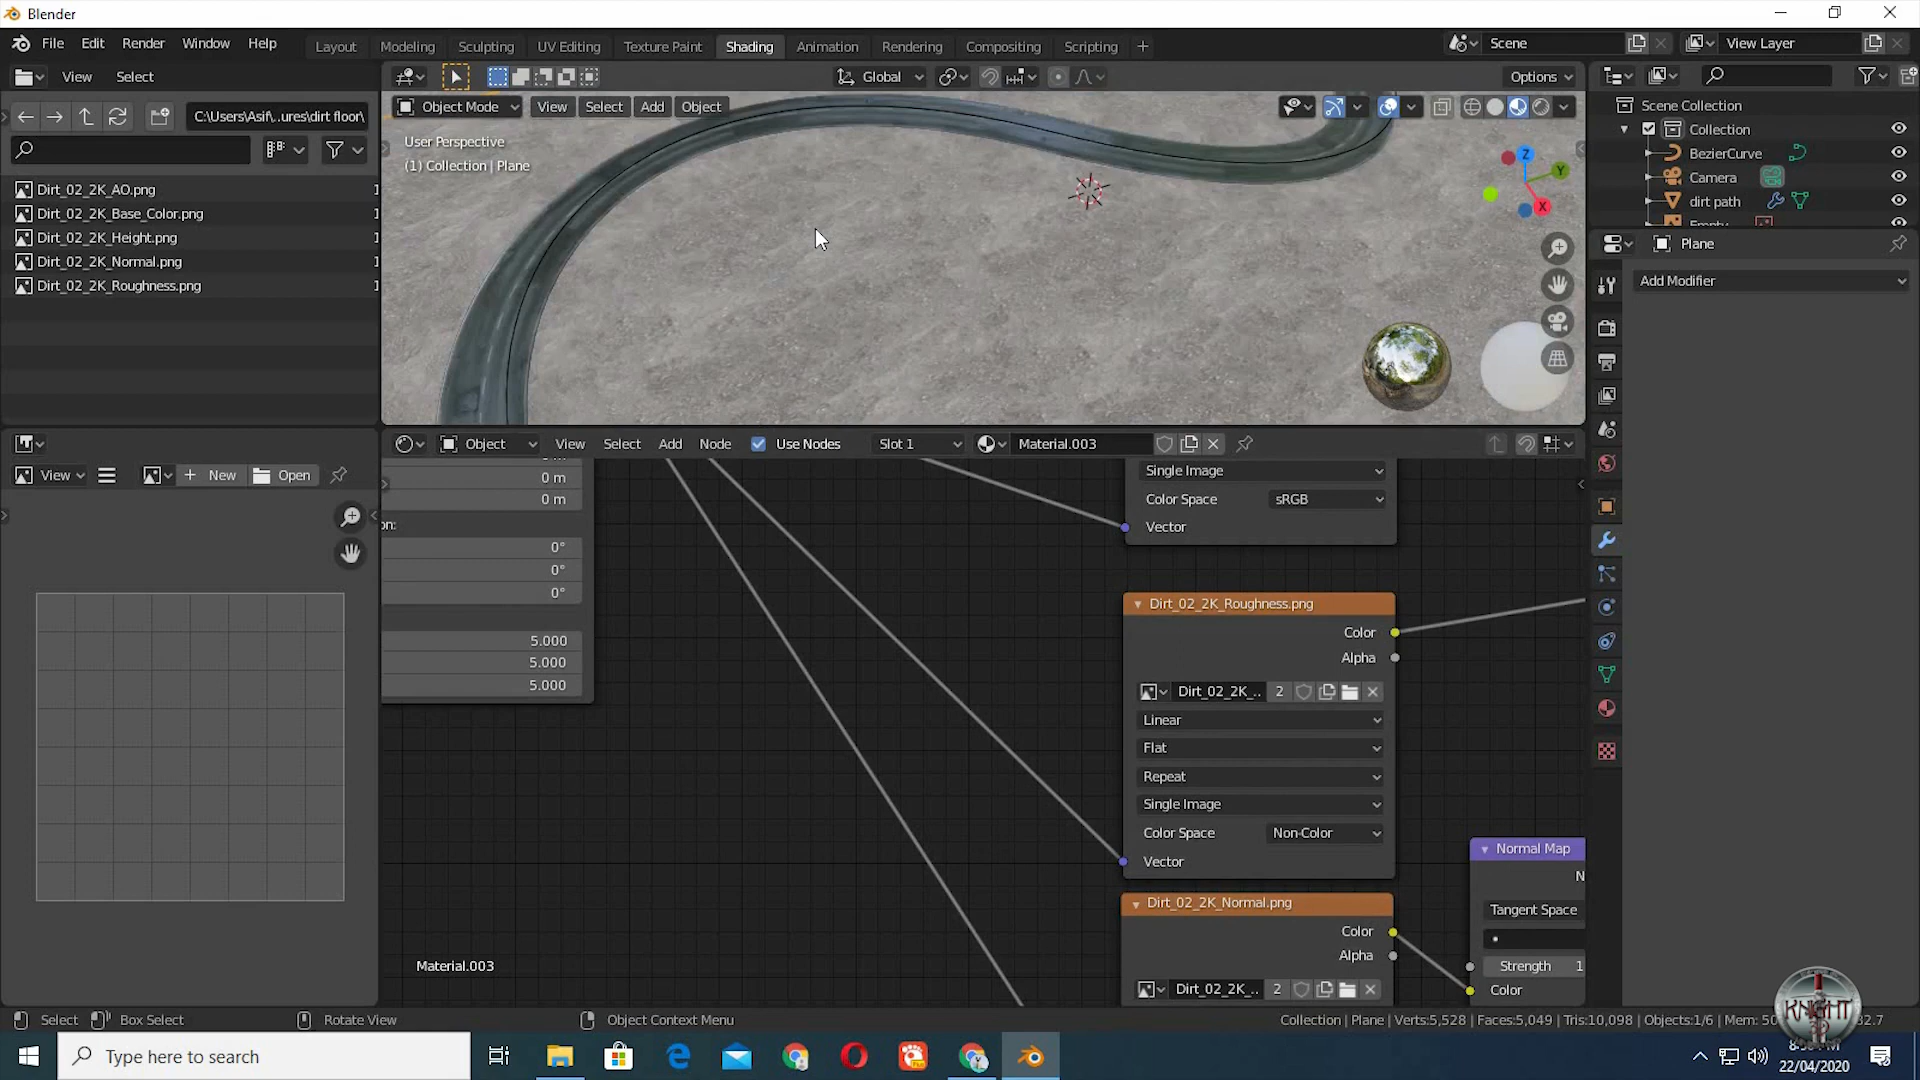 Blender
File Edit Render Window Help Layout Modeling Sculpting UV Editing Texture Paint Shading Animation Rendering Compositing Scripting + Scene View Layer
View Select
Global
Options
C:\Users\Asif\..ures\dirt floor\
Object Mode View Select Add Object
User Perspective
(1) Collection | Plane
Z
Y
X
Dirt_02_2K_AO.png
Dirt_02_2K_Base_Color.png
Dirt_02_2K_Height.png
Dirt_02_2K_Normal.png
Dirt_02_2K_Roughness.png
Scene Collection
Collection
BezierCurve
Camera
dirt path
Empty
Plane
Add Modifier
View New Open
Object View Select Add Node Use Nodes Slot 1 Material.003
0 m
0 m
on:
0°
0°
0°
5.000
5.000
5.000
Single Image
Color Space sRGB
Vector
Dirt_02_2K_Roughness.png
Color
Alpha
Dirt_02_2K_.. 2
Linear
Flat
Repeat
Single Image
Color Space Non-Color
Vector
Dirt_02_2K_Normal.png
Color
Alpha
Dirt_02_2K_.. 2
Normal Map
N
Tangent Space
Strength 1
Color
Material.003
Select Box Select Rotate View Object Context Menu
Collection | Plane | Verts:5,528 | Faces:5,049 | Tris:10,098 | Objects:1/6 | Mem:
KNIGHT
Type here to search
22/04/2020